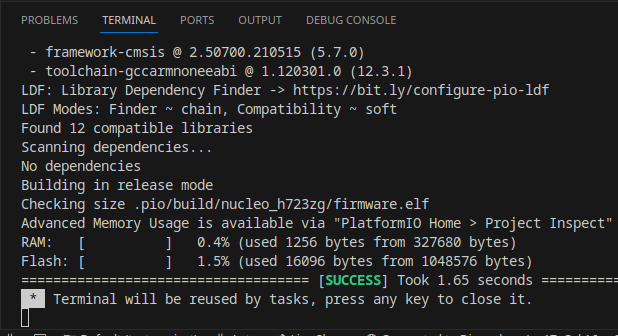 PROBLEMS TERMINAL PORTS OUTPUT DEBUG CONSOLE
- framework-cmsis @ 2.50700.210515 (5.7.0)
- toolchain-gccarmnoneeabi @ 1.120301.0 (12.3.1)
LDF: Library Dependency Finder -> https://bit.ly/configure-pio-ldf
LDF Modes: Finder ~ chain, Compatibility ~ soft
Found 12 compatible libraries
Scanning dependencies...
No dependencies
Building in release mode
Checking size .pio/build/nucleo_h723zg/firmware.elf
Advanced Memory Usage is available via "PlatformIO Home > Project Inspect"
RAM:   [          ]   0.4% (used 1256 bytes from 327680 bytes)
Flash: [          ]   1.5% (used 16096 bytes from 1048576 bytes)
================================== [SUCCESS] Took 1.65 seconds ==========
* Terminal will be reused by tasks, press any key to close it.